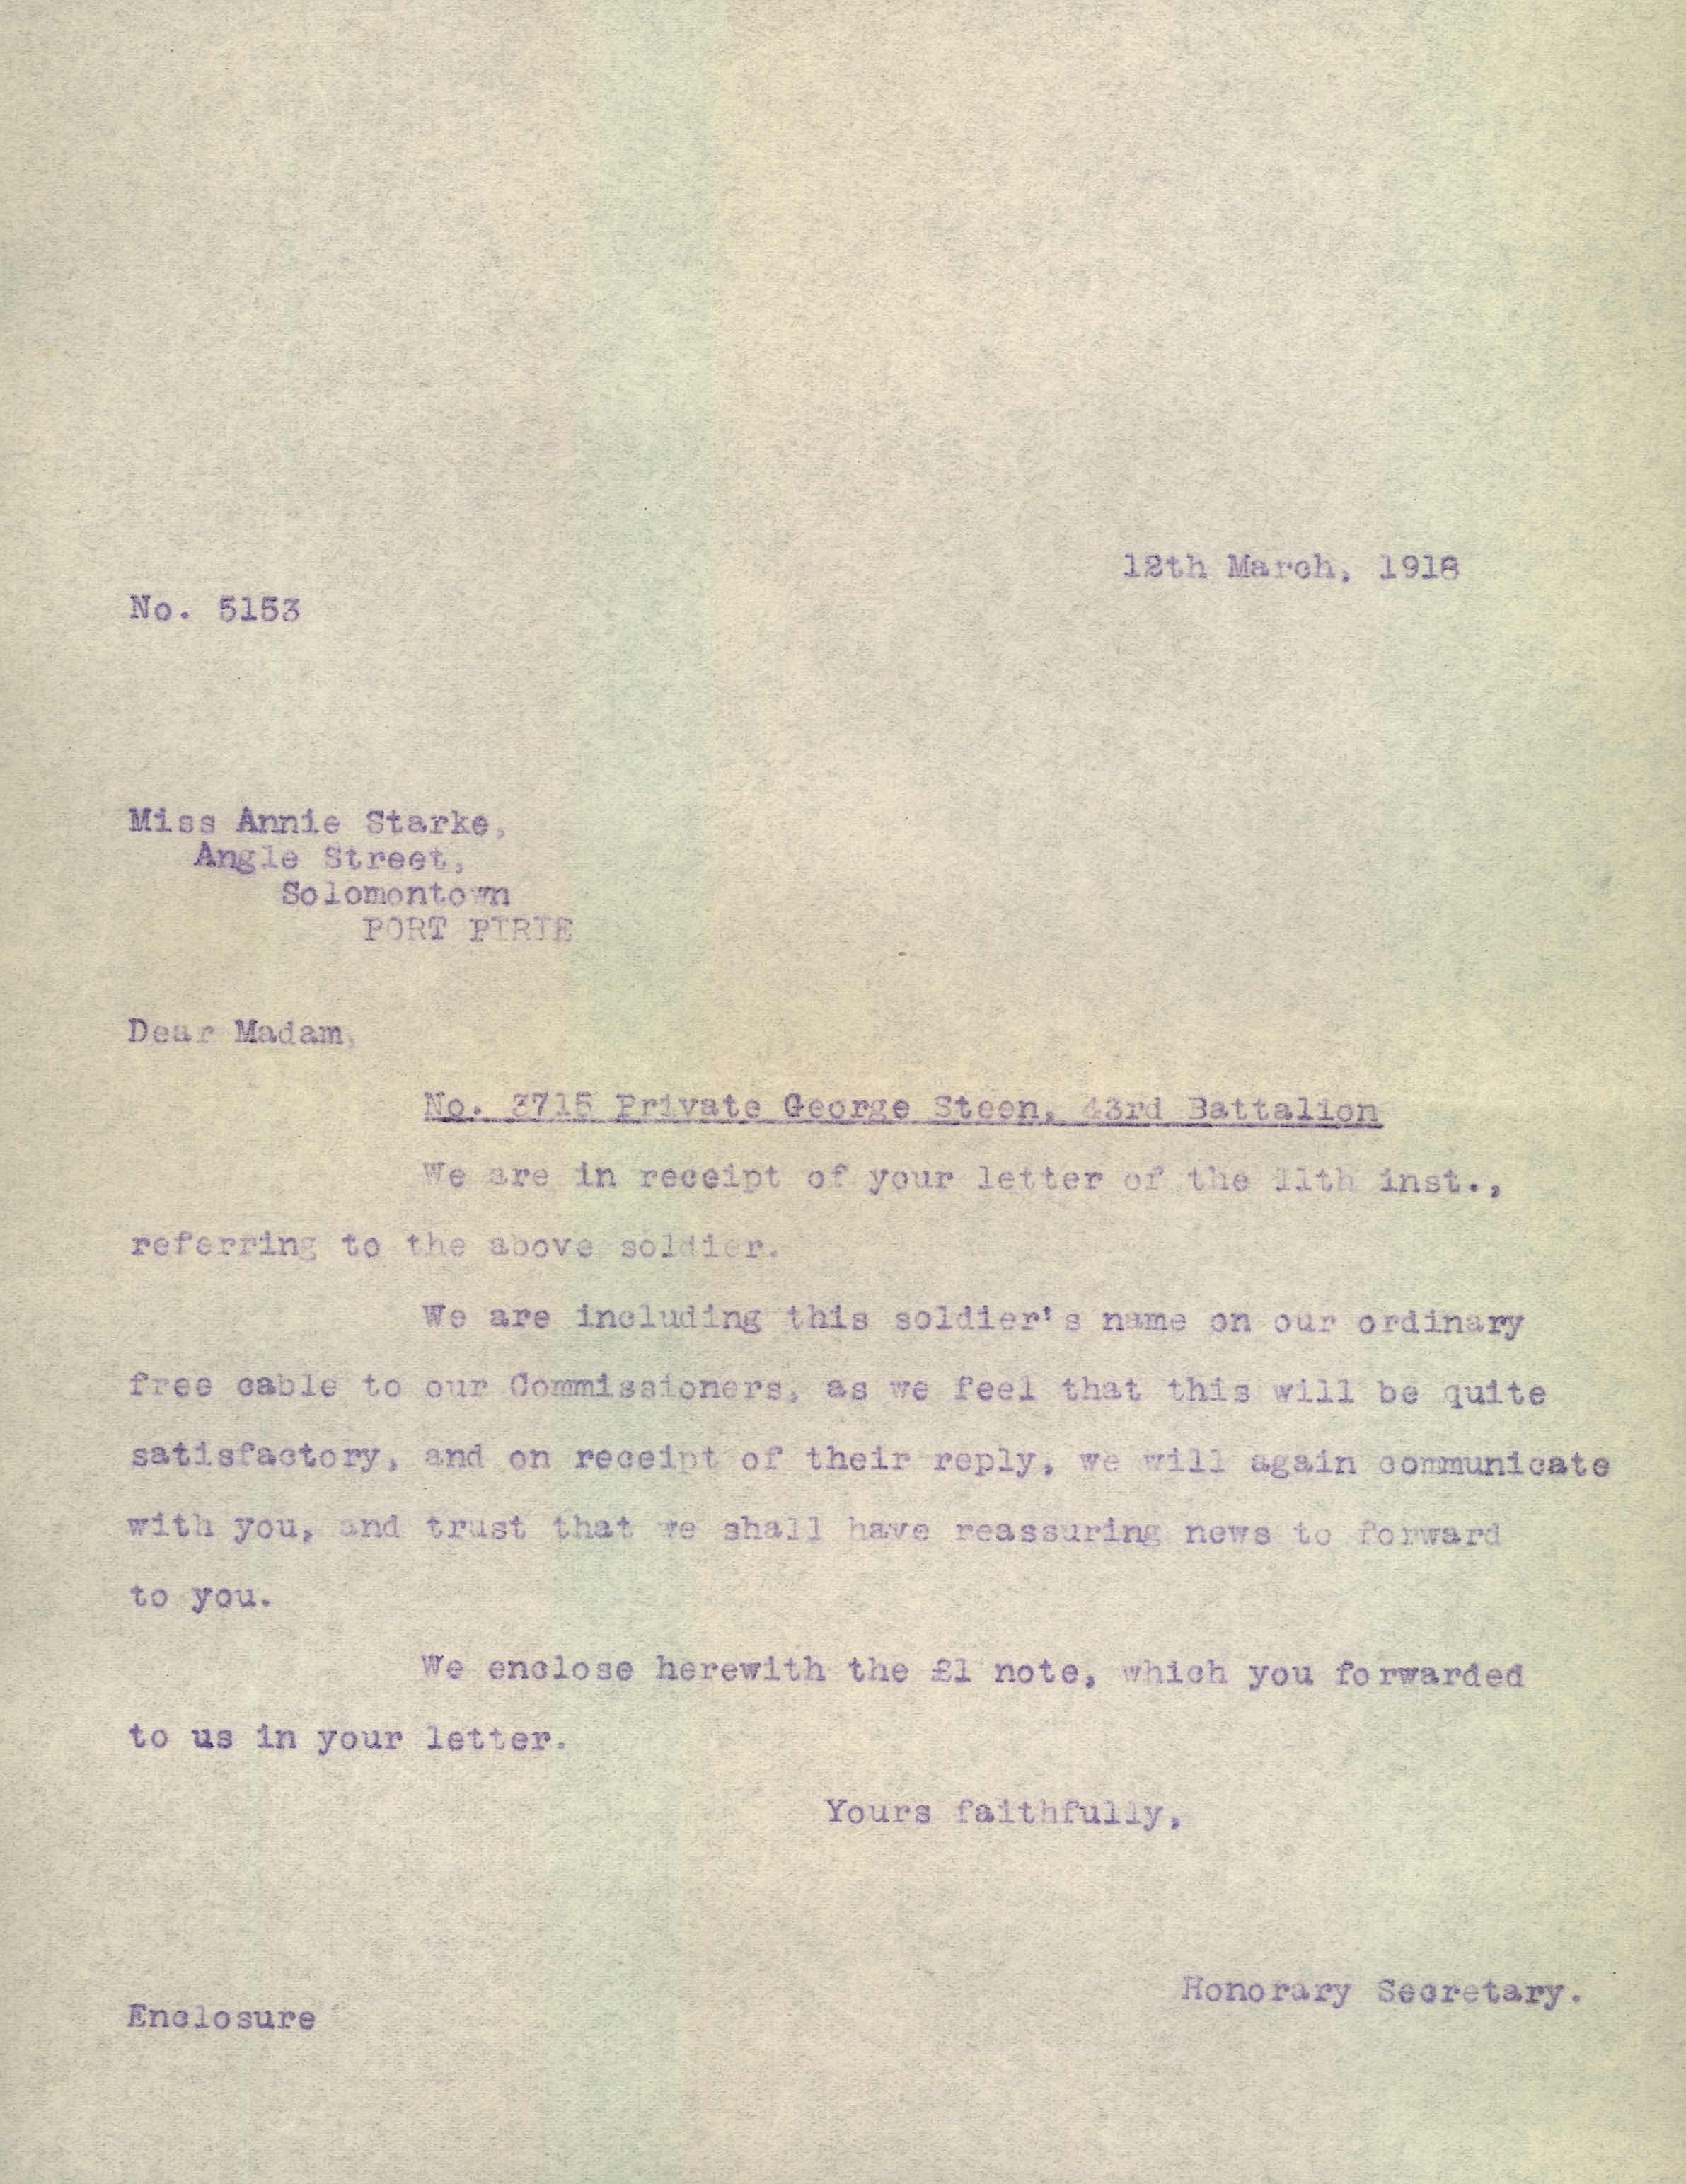 12th March, 1918
No. 5153
Miss Annie Starke,
Angle Street,
Solomontown
PORT PIRIE
Dear Madam,
No. 3715 Private George Steen, 43rd Battalion
We are in receipt of your letter of the 11th inst.,
referring to the above soldier.
We are including this soldier's name on our ordinary
free cable to our Commissioners, as we feel that this will be quite
satisfactory, and on receipt of their reply, we will again communicate
with you, and trust that we shall have reassuring news to forward
to you.
We enclose herewith the £1 note, which you forwarded
to us in your letter.
Yours faithfully,
Honorary Secretary.
Enclosure